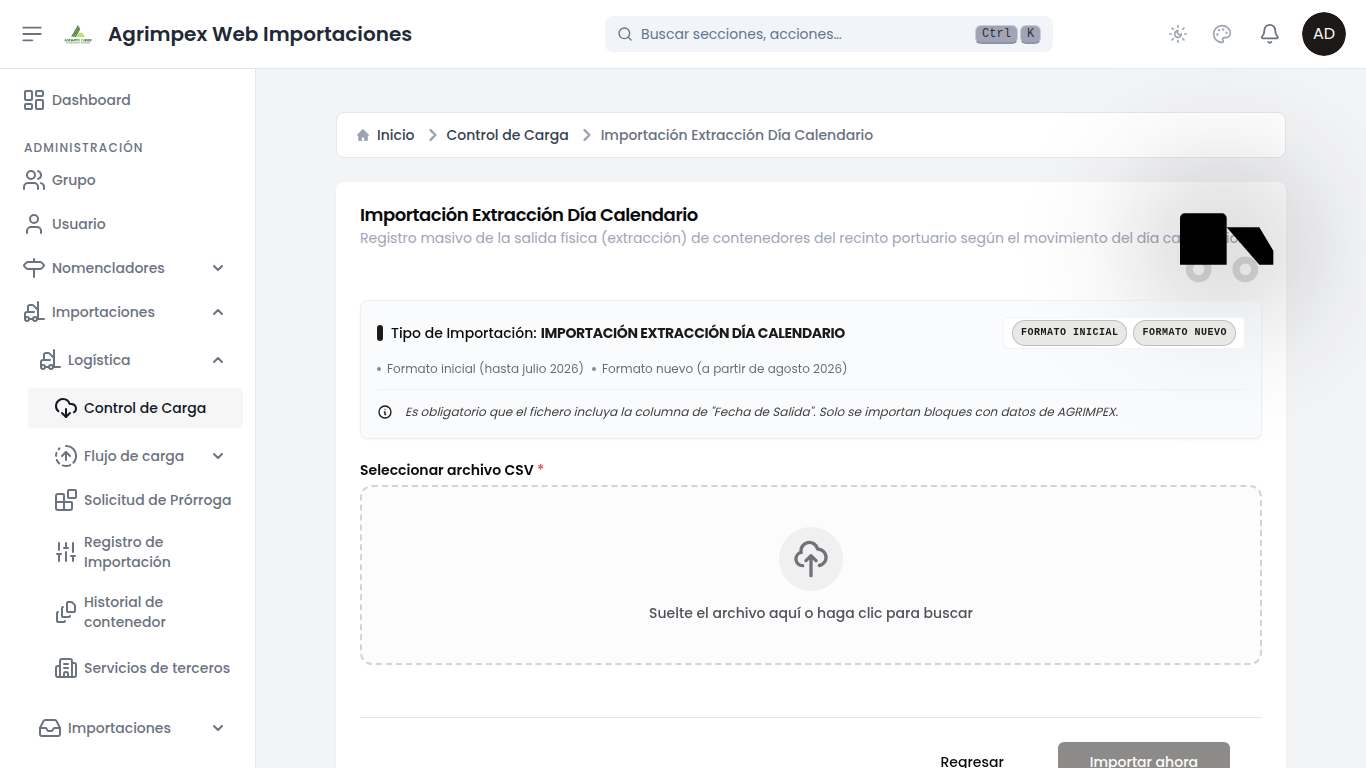 Agrimpex Web Importaciones
Buscar secciones, acciones...
Ctrl K
AD
Dashboard
ADMINISTRACIÓN
Grupo
Usuario
Nomencladores
Importaciones
Logística
Control de Carga
Flujo de carga
Solicitud de Prórroga
Registro de
Importación
Historial de
contenedor
Servicios de terceros
Importaciones
Inicio
Control de Carga
Importación Extracción Día Calendario
Importación Extracción Día Calendario
Registro masivo de la salida física (extracción) de contenedores del recinto portuario según el movimiento del día
Tipo de Importación: IMPORTACIÓN EXTRACCIÓN DÍA CALENDARIO
FORMATO INICIAL
FORMATO NUEVO
• Formato inicial (hasta julio 2026) • Formato nuevo (a partir de agosto 2026)
Es obligatorio que el fichero incluya la columna de "Fecha de Salida". Solo se importan bloques con datos de AGRIMPEX.
Seleccionar archivo CSV *
Suelte el archivo aquí o haga clic para buscar
Regresar
Importar ahora